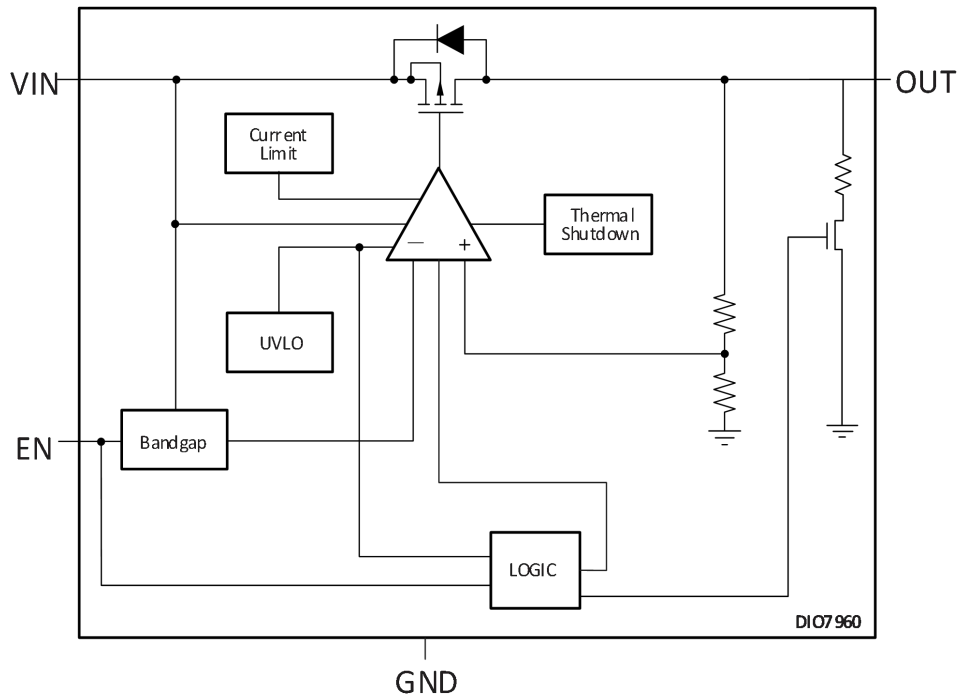 VIN
OUT
Current
Limit
Thermal
Shutdown
—
+
UVLO
EN
Bandgap
LOGIC
DIO7960
GND